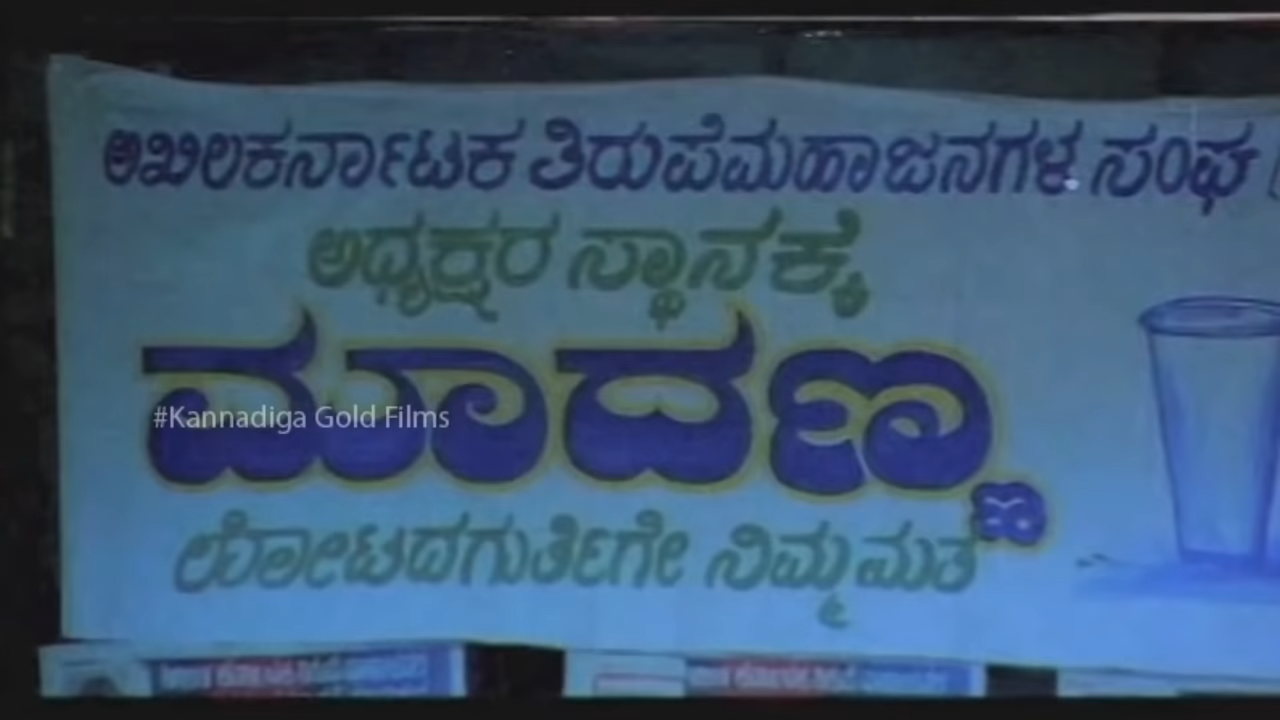 ಅಖಿಲಕರ್ನಾಟಕ ತಿರುಪೆಮಹಾಜನಗಳ ಸಂಘ
ಅಧ್ಯಕ್ಷರ ಸ್ಥಾನಕ್ಕೆ
ಮಾದಣ್ಣ
#Kannadiga Gold Films
ಲೋಟದಗುರ್ತಿಗೇ ನಿಮ್ಮಮತ